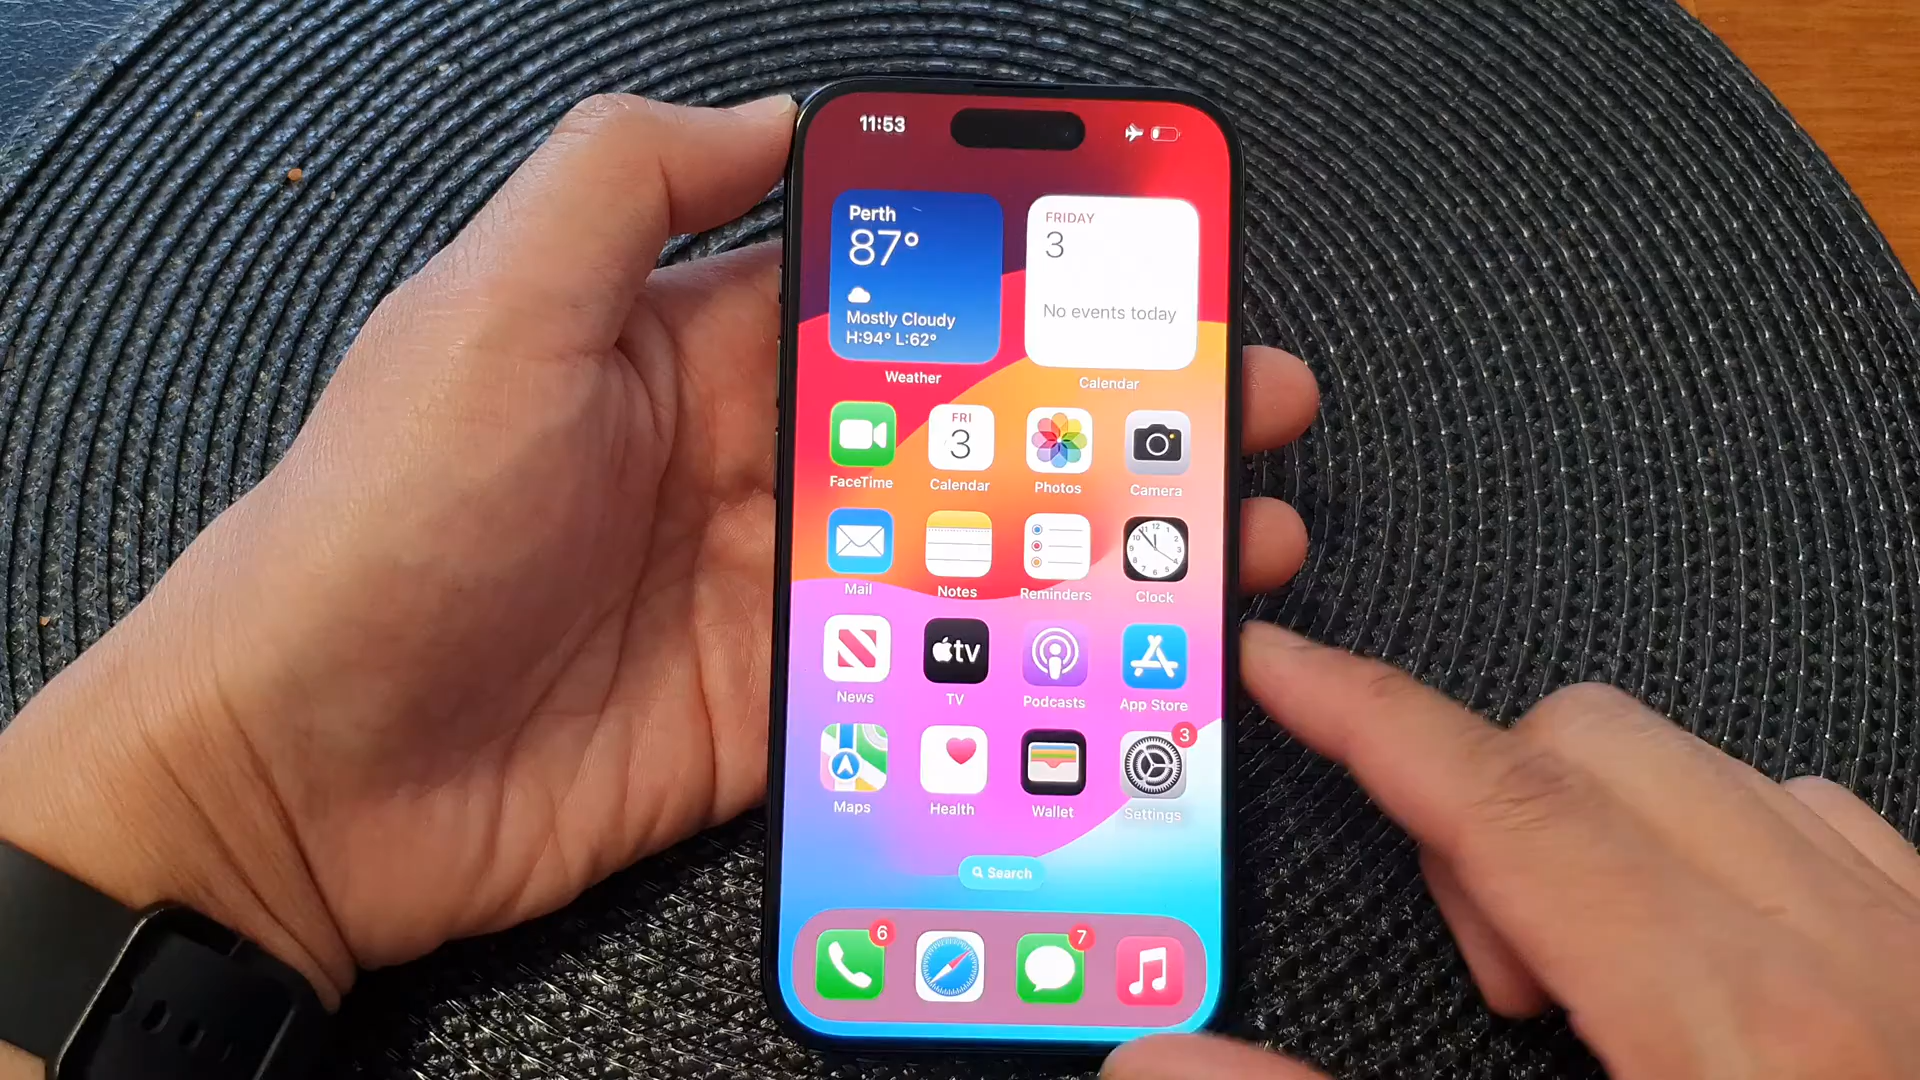 11:53
Perth
87°
Mostly Cloudy
H:94° L:62°
Weather
FRIDAY
3
No events today
Calendar
FaceTime
FRI
3
Calendar
Photos
Camera
Mail
Notes
Reminders
Clock
News
tv
TV
Podcasts
App Store
Maps
Health
Wallet
3
Settings
Search
6
7